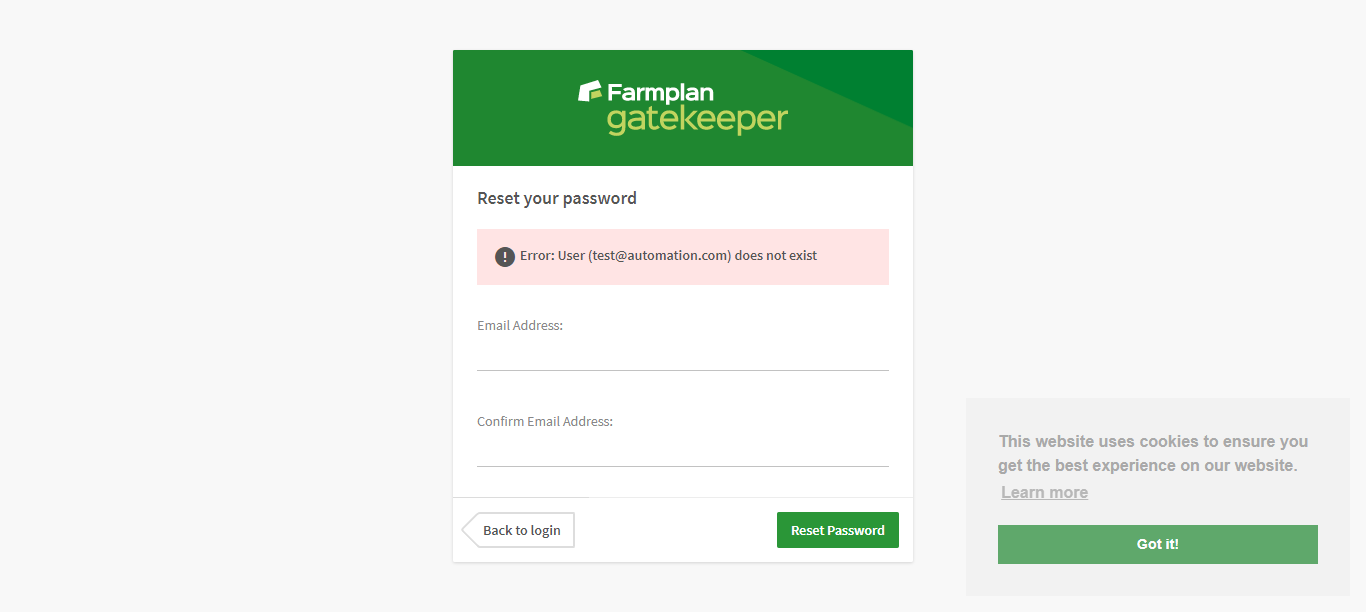 Farmplan
gatekeeper
Reset your password
! Error: User (test@automation.com) does not exist
Email Address:
Confirm Email Address:
Back to login
Reset Password
This website uses cookies to ensure you
get the best experience on our website.
Learn more
Got it!